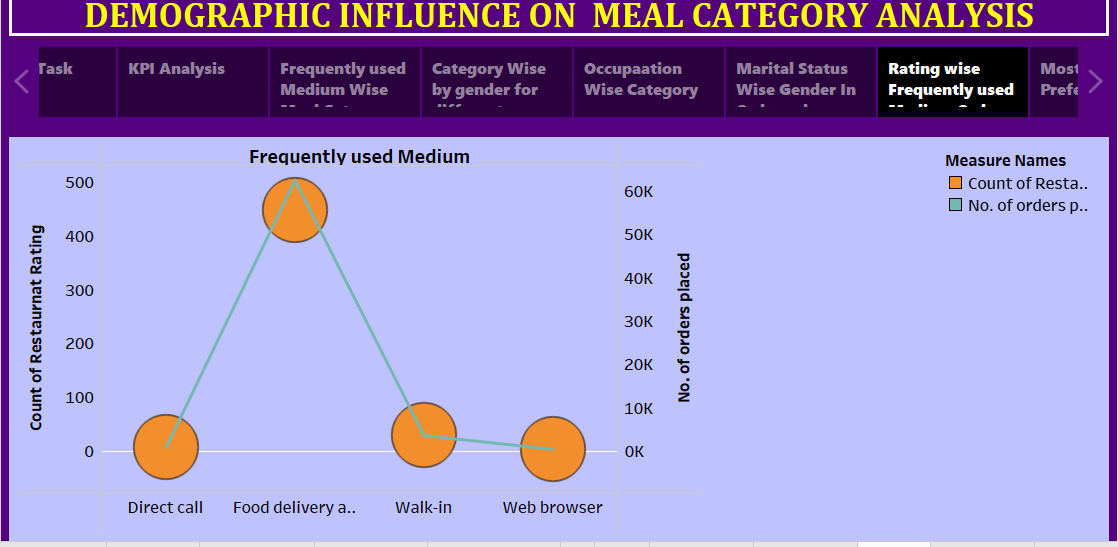 DEMOGRAPHIC INFLUENCE ON MEAL CATEGORY ANALYSIS
Task
KPI Analysis
Frequently used
Medium Wise
Category Wise
by gender for
Occupaation
Wise Category
Marital Status
Wise Gender In
Rating wise
Frequently used
Most
Prefe
Frequently used Medium
Measure Names
Count of Resta..
No. of orders p..
Count of Restaurnat Rating
500
400
300
200
100
0
60K
50K
40K
30K
20K
10K
0K
No. of orders placed
Direct call
Food delivery a..
Walk-in
Web browser